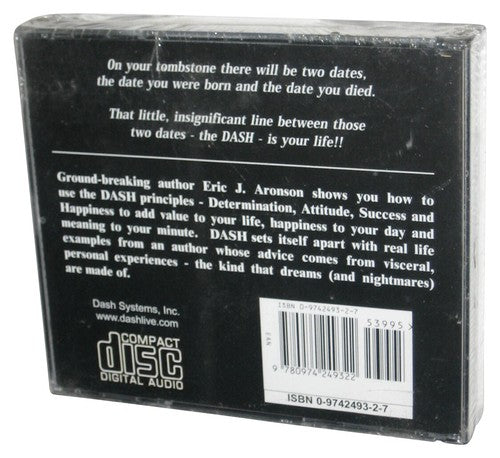 On your tombstone there will be two dates,
the date you were born and the date you died.
That little, insignificant line between those
two dates - the DASH - is your life!!
Ground-breaking author Eric J. Aronson shows you how to
use the DASH principles - Determination, Attitude, Success and
Happiness to add value to your life, happiness to your day and
meaning to your minute. DASH sets itself apart with real life
examples from an author whose advice comes from visceral,
personal experiences - the kind that dreams (and nightmares)
are made of.
Dash Systems, Inc.
www.dashlive.com
COMPACT
disc
DIGITAL AUDIO
ISBN 0-9742493-2-7
53995
EAN
9 780974 249322
ISBN 0-9742493-2-7